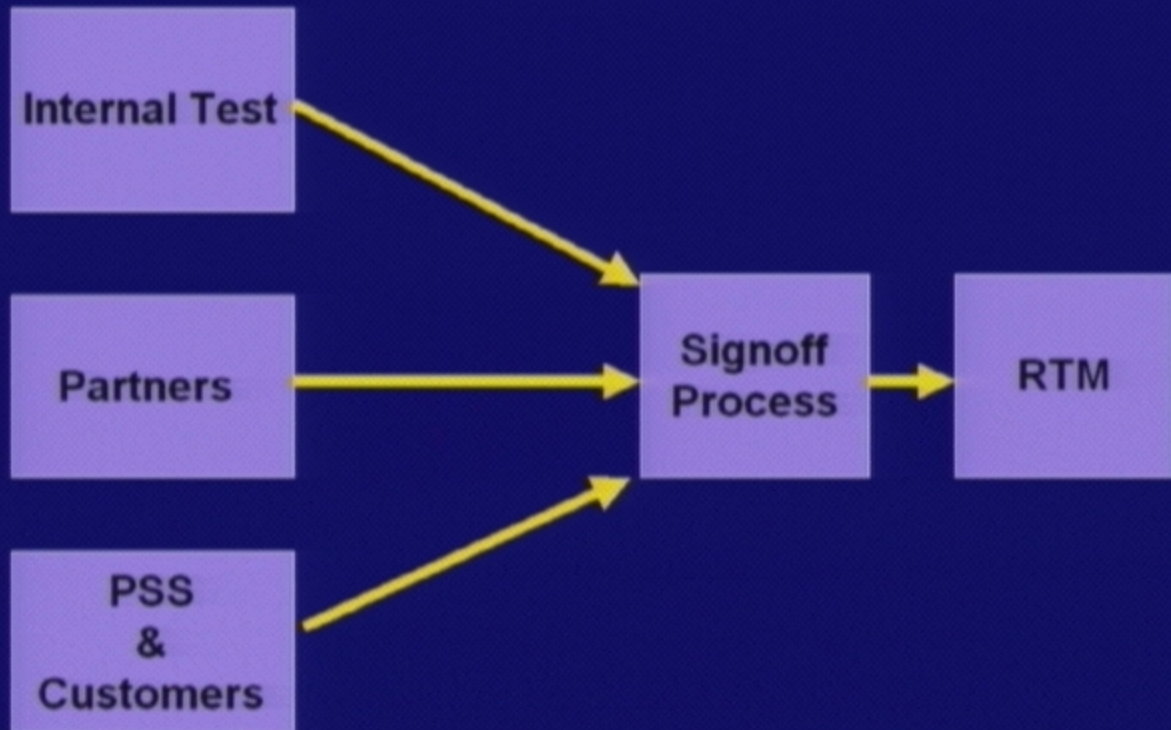 Internal Test
Partners
PSS
&
Customers
Signoff
Process
RTM